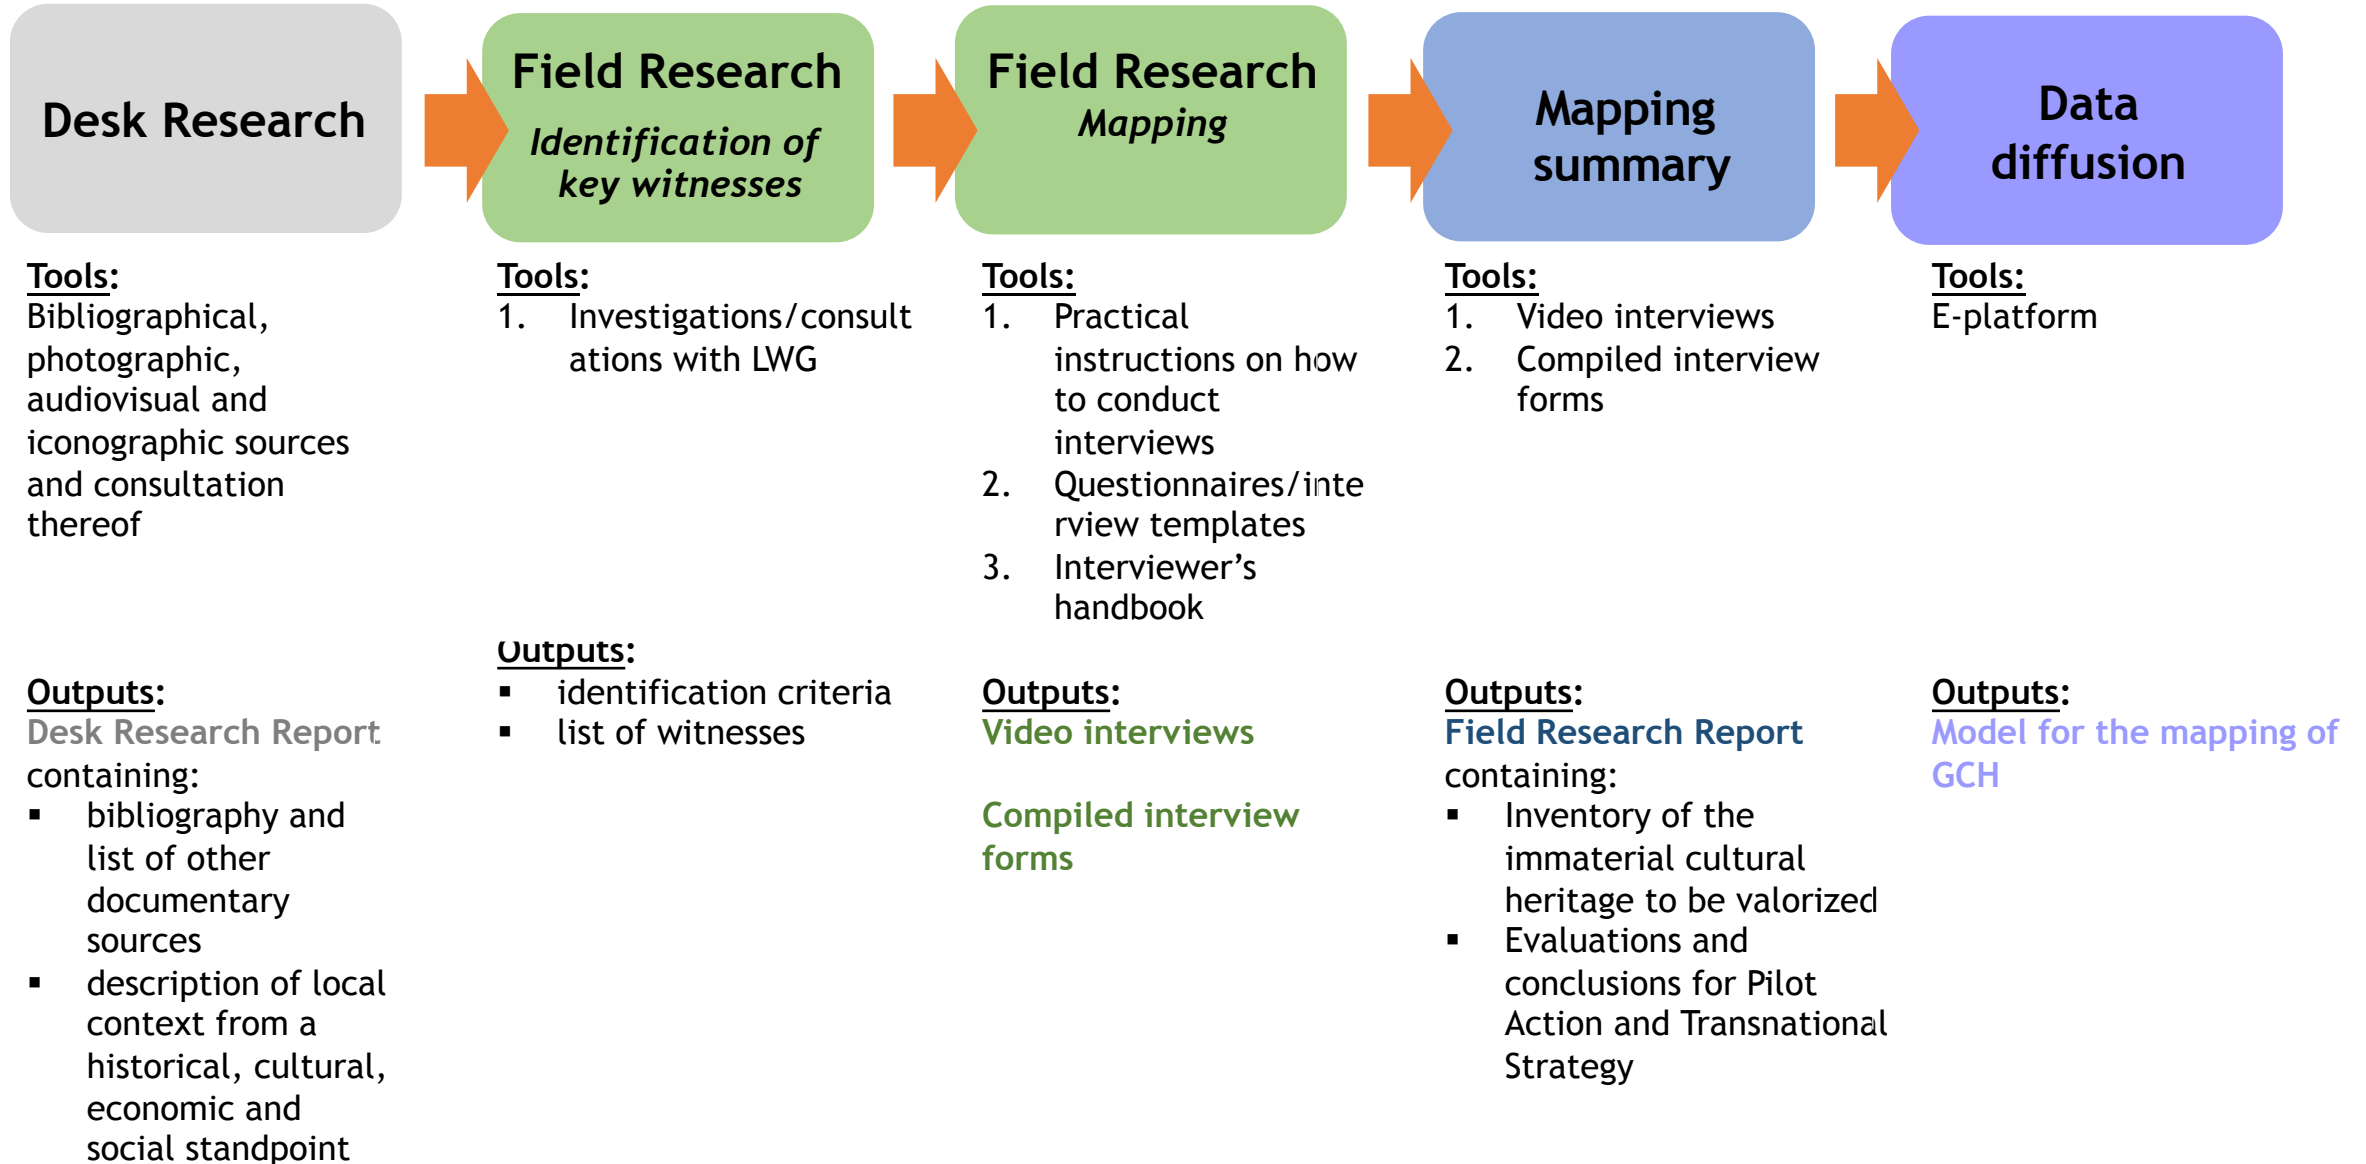 Desk Research
Field Research
Identification of
key witnesses
Field Research
Mapping
Mapping
summary
Data
diffusion
Tools:
Bibliographical,
photographic,
audiovisual and
iconographic sources
and consultation
thereof
Outputs:
Desk Research Report
containing:
▪ bibliography and
list of other
documentary
sources
▪ description of local
context from a
historical, cultural,
economic and
social standpoint
Tools:
1. Investigations/consult
ations with LWG
Outputs:
▪ identification criteria
▪ list of witnesses
Tools:
1. Practical
instructions on how
to conduct
interviews
2. Questionnaires/inte
rview templates
3. Interviewer’s
handbook
Outputs:
Video interviews
Compiled interview
forms
Tools:
1. Video interviews
2. Compiled interview
forms
Outputs:
Field Research Report
containing:
▪ Inventory of the
immaterial cultural
heritage to be valorized
▪ Evaluations and
conclusions for Pilot
Action and Transnational
Strategy
Tools:
E-platform
Outputs:
Model for the mapping of
GCH